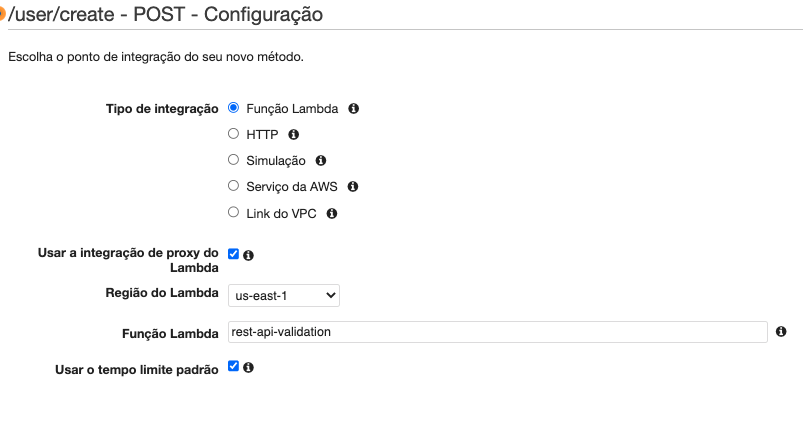 /user/create - POST - Configuração
Escolha o ponto de integração do seu novo método.
Tipo de integração
Função Lambda
HTTP
Simulação
Serviço da AWS
Link do VPC
Usar a integração de proxy do
Lambda
Região do Lambda
us-east-1
Função Lambda
rest-api-validation
Usar o tempo limite padrão